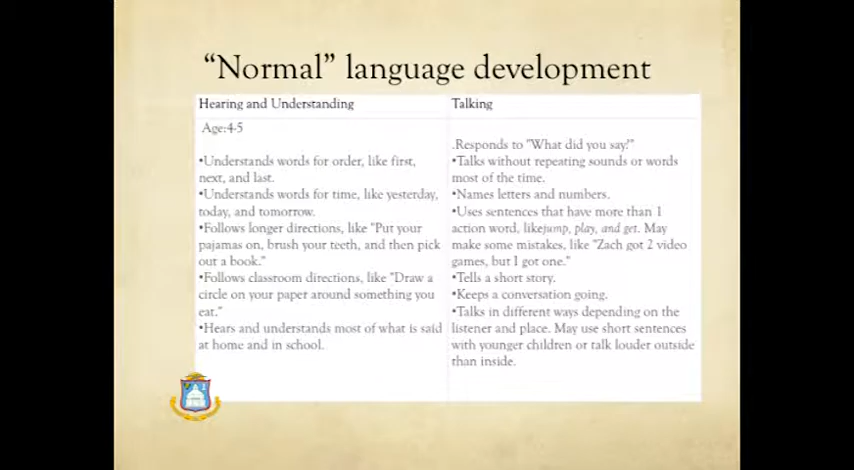 “Normal” language development
Hearing and Understanding
Talking
Age:4-5
•Understands words for order, like first,
next, and last.
•Understands words for time, like yesterday,
today, and tomorrow.
•Follows longer directions, like "Put your
pajamas on, brush your teeth, and then pick
out a book."
•Follows classroom directions, like "Draw a
circle on your paper around something you
eat."
•Hears and understands most of what is said
at home and in school.
.Responds to "What did you say?"
•Talks without repeating sounds or words
most of the time.
•Names letters and numbers.
•Uses sentences that have more than 1
action word, likejump, play, and get. May
make some mistakes, like "Zach got 2 video
games, but I got one."
•Tells a short story.
•Keeps a conversation going.
•Talks in different ways depending on the
listener and place. May use short sentences
with younger children or talk louder outside
than inside.